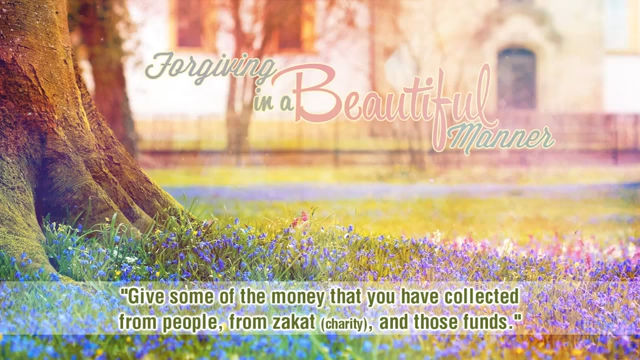 Forgiving
in a Beautiful
Manner
"Give some of the money that you have collected
from people, from zakat (charity), and those funds."